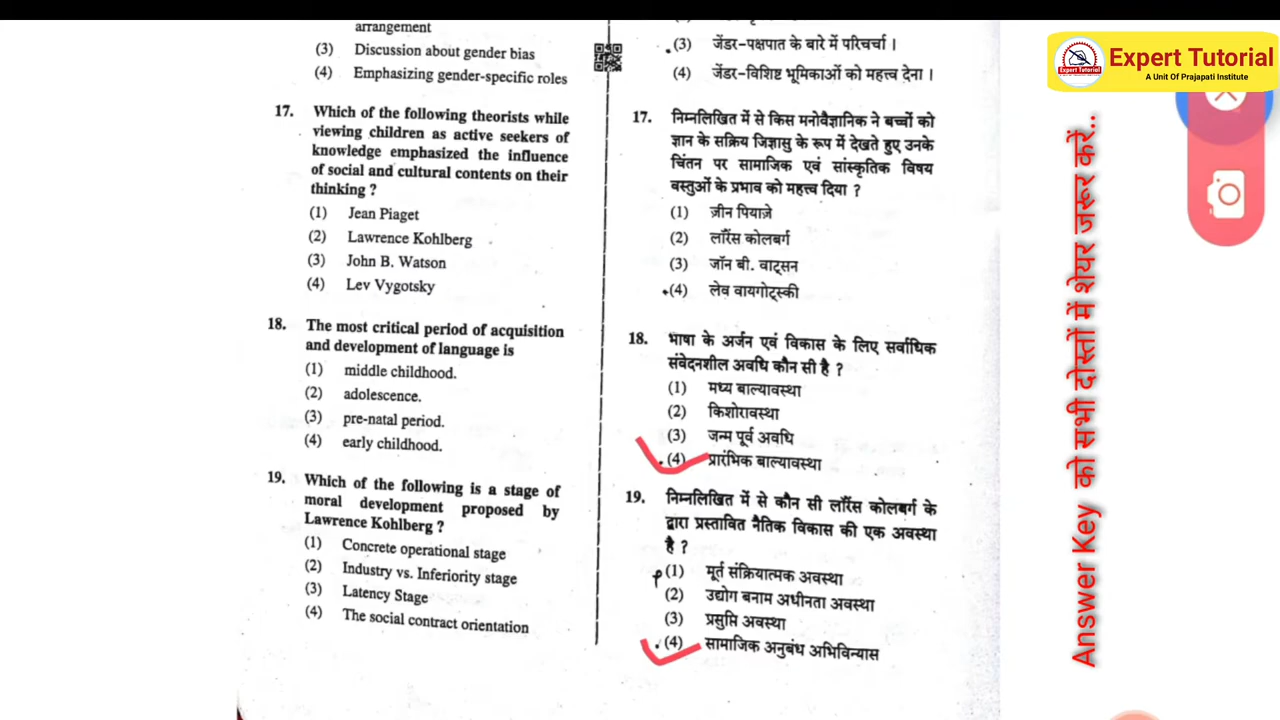 arrangement
(3) Discussion about gender bias
(4) Emphasizing gender-specific roles
17. Which of the following theorists while
viewing children as active seekers of
knowledge emphasized the influence
of social and cultural contents on their
thinking ?
(1) Jean Piaget
(2) Lawrence Kohlberg
(3) John B. Watson
(4) Lev Vygotsky
18. The most critical period of acquisition
and development of language is
(1) middle childhood.
(2) adolescence.
(3) pre-natal period.
(4) early childhood.
19. Which of the following is a stage of
moral development proposed by
Lawrence Kohlberg ?
(1) Concrete operational stage
(2) Industry vs. Inferiority stage
(3) Latency Stage
(4) The social contract orientation
(3) जेंडर-पक्षपात के बारे में परिचर्चा ।
(4) जेंडर-विशिष्ट भूमिकाओं को महत्त्व देना ।
17. निम्नलिखित में से किस मनोवैज्ञानिक ने बच्चों को
ज्ञान के सक्रिय जिज्ञासु के रूप में देखते हुए उनके
चिंतन पर सामाजिक एवं सांस्कृतिक विषय
वस्तुओं के प्रभाव को महत्त्व दिया ?
(1) ज़ीन पियाज़े
(2) लॉरेंस कोलबर्ग
(3) जॉन बी. वाट्सन
(4) लेव वायगोट्स्की
18. भाषा के अर्जन एवं विकास के लिए सर्वाधिक
संवेदनशील अवधि कौन सी है ?
(1) मध्य बाल्यावस्था
(2) किशोरावस्था
(3) जन्म पूर्व अवधि
(4) प्रारंभिक बाल्यावस्था
19. निम्नलिखित में से कौन सी लॉरेंस कोलबर्ग के
द्वारा प्रस्तावित नैतिक विकास की एक अवस्था
है ?
(1) मूर्त संक्रियात्मक अवस्था
(2) उद्योग बनाम अधीनता अवस्था
(3) प्रसुप्ति अवस्था
(4) सामाजिक अनुबंध अभिविन्यास
Expert Tutorial
Expert Tutorial
A Unit Of Prajapati Institute
Answer Key को सभी दोस्तों में शेयर जरूर करें..